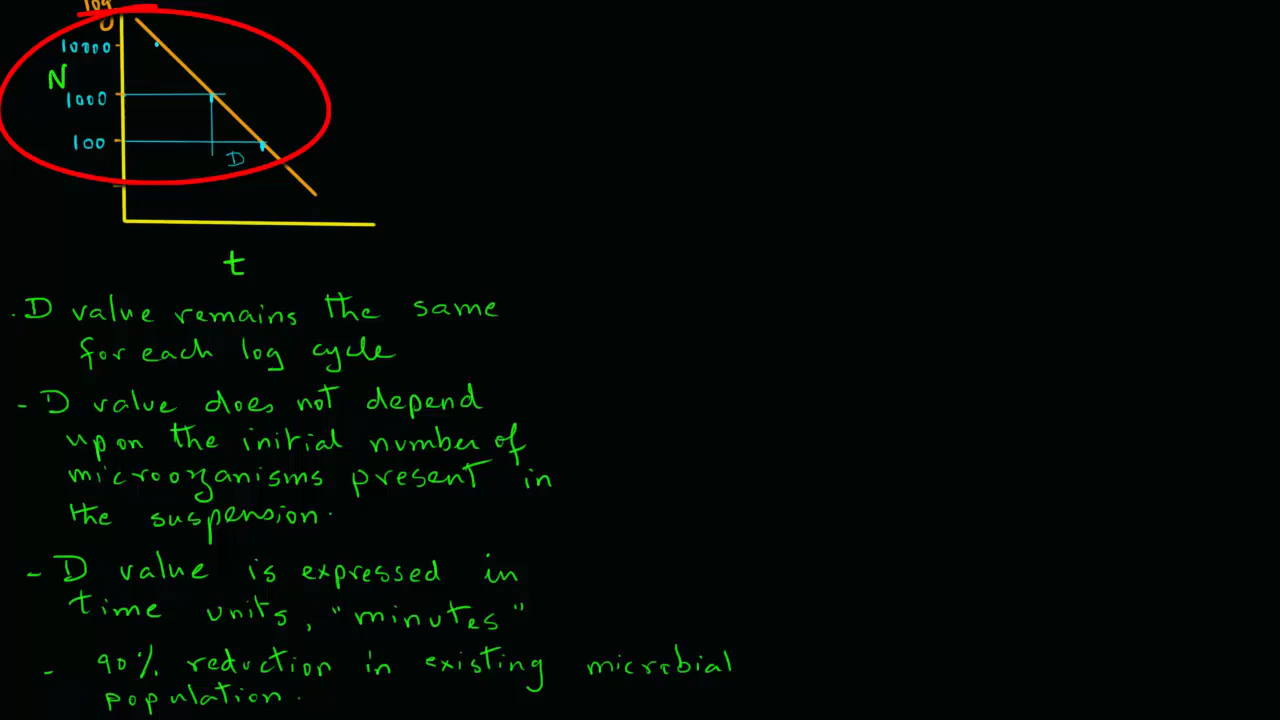 log
10000
N
1000
100
D
t
. D value remains the same
for each log cycle
- D value does not depend
upon the initial number of
microorganisms present in
the suspension.
- D value is expressed in
time units, "minutes"
- 90% reduction in existing microbial
population.